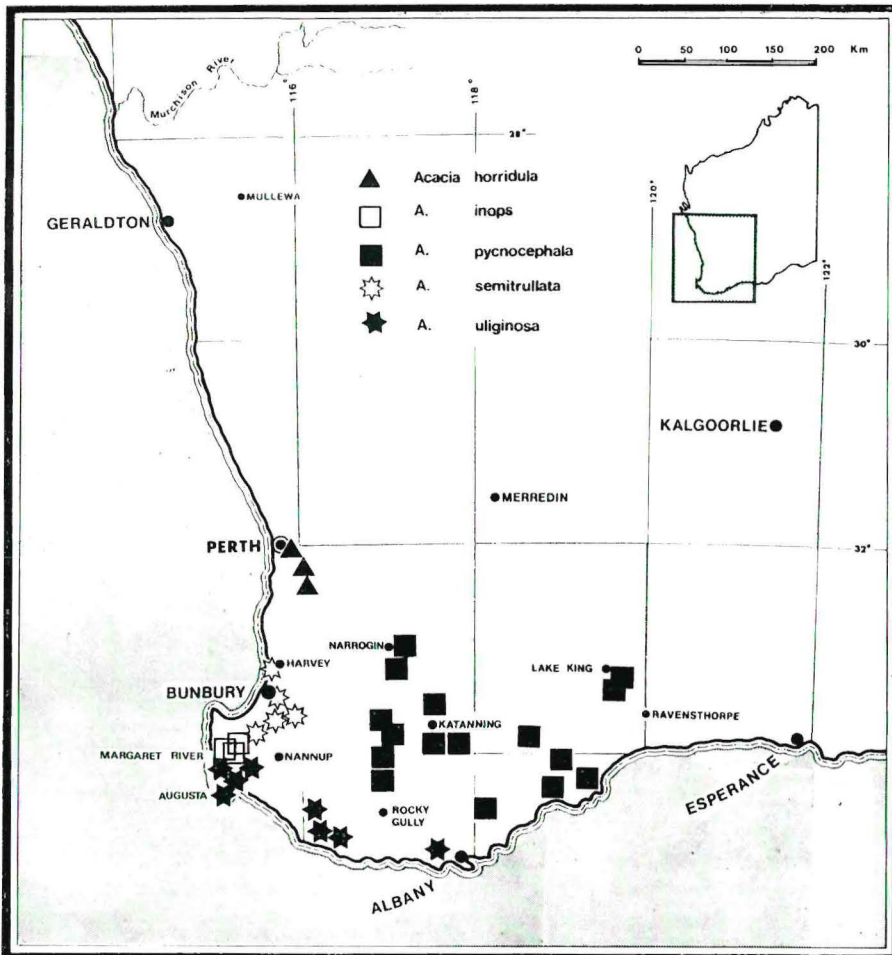 0 50 100 150 200 Km
Murchison River
116°
118°
28°
120°
122°
Acacia horridula
A. inops
A. pycnocephala
A. semitrullata
A. uliginosa
MULLEWA
GERALDTON
30°
KALGOORLIE
MERREDIN
PERTH
32°
NARROGIN
HARVEY
LAKE KING
BUNBURY
RAVENSTHORPE
KATANNING
MARGARET RIVER
NANNUP
ESPERANCE
AUGUSTA
ROCKY
GULLY
ALBANY